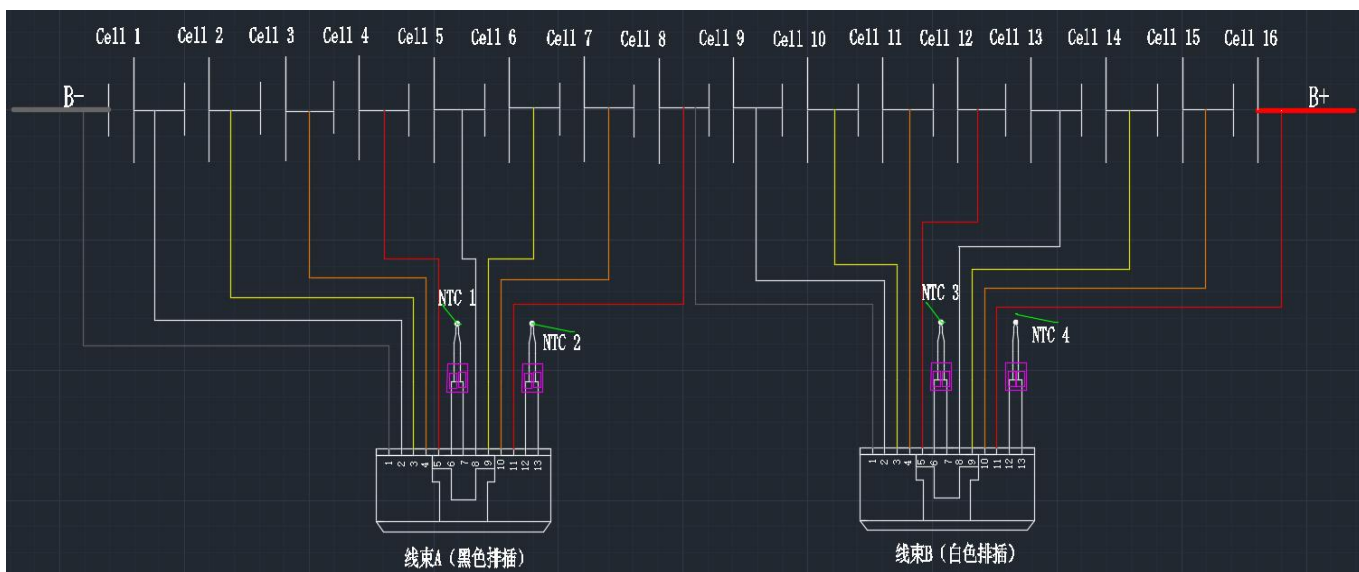 Cell 1 Cell 2 Cell 3 Cell 4 Cell 5 Cell 6 Cell 7 Cell 8 Cell 9 Cell 10 Cell 11 Cell 12 Cell 13 Cell 14 Cell 15 Cell 16
B- B+
NTC 1 NTC 3
NTC 2 NTC 4
1 2 3 4 5 6 7 8 9 10 11 12 13 1 2 3 4 5 6 7 8 9 10 11 12 13
线束A（黑色排插） 线束B（白色排插）